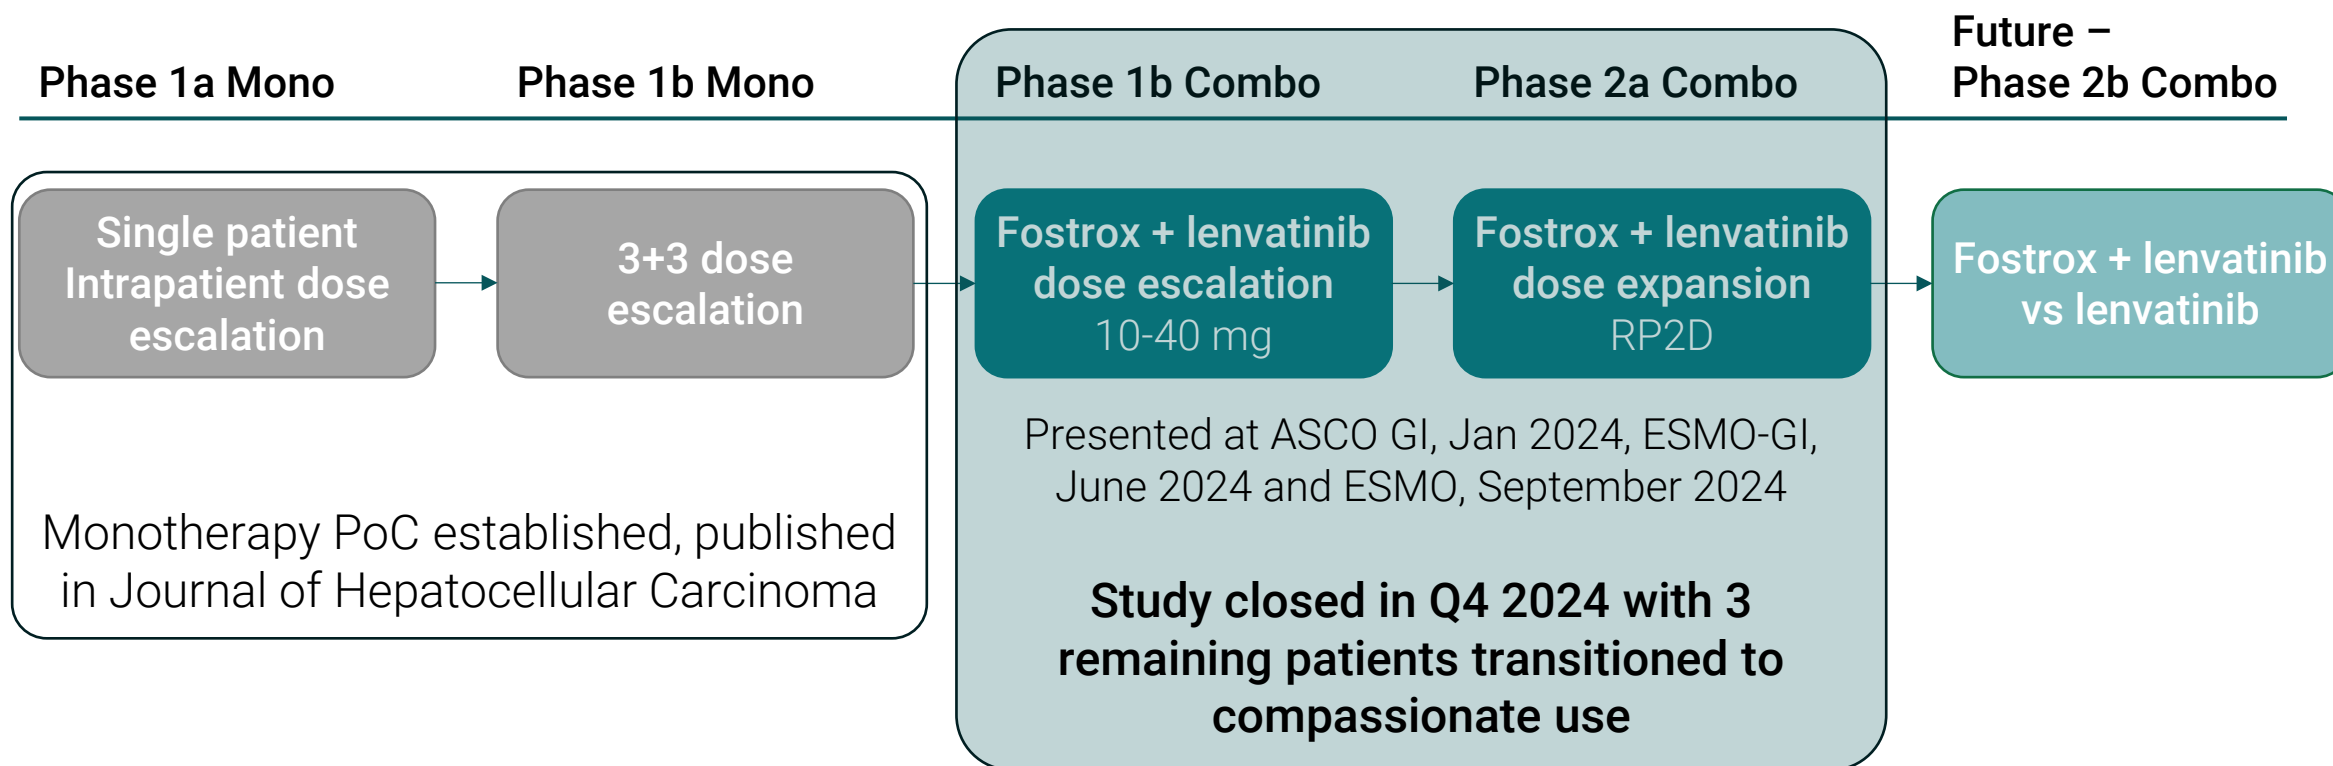 Phase 1a Mono
Phase 1b Mono
Phase 1b Combo
Phase 2a Combo
Future –
Phase 2b Combo
Single patient
Intrapatient dose
escalation
3+3 dose
escalation
Fostrox + lenvatinib
dose escalation
10-40 mg
Fostrox + lenvatinib
dose expansion
RP2D
Fostrox + lenvatinib
vs lenvatinib
Monotherapy PoC established, published
in Journal of Hepatocellular Carcinoma
Presented at ASCO GI, Jan 2024, ESMO-GI,
June 2024 and ESMO, September 2024
Study closed in Q4 2024 with 3
remaining patients transitioned to
compassionate use